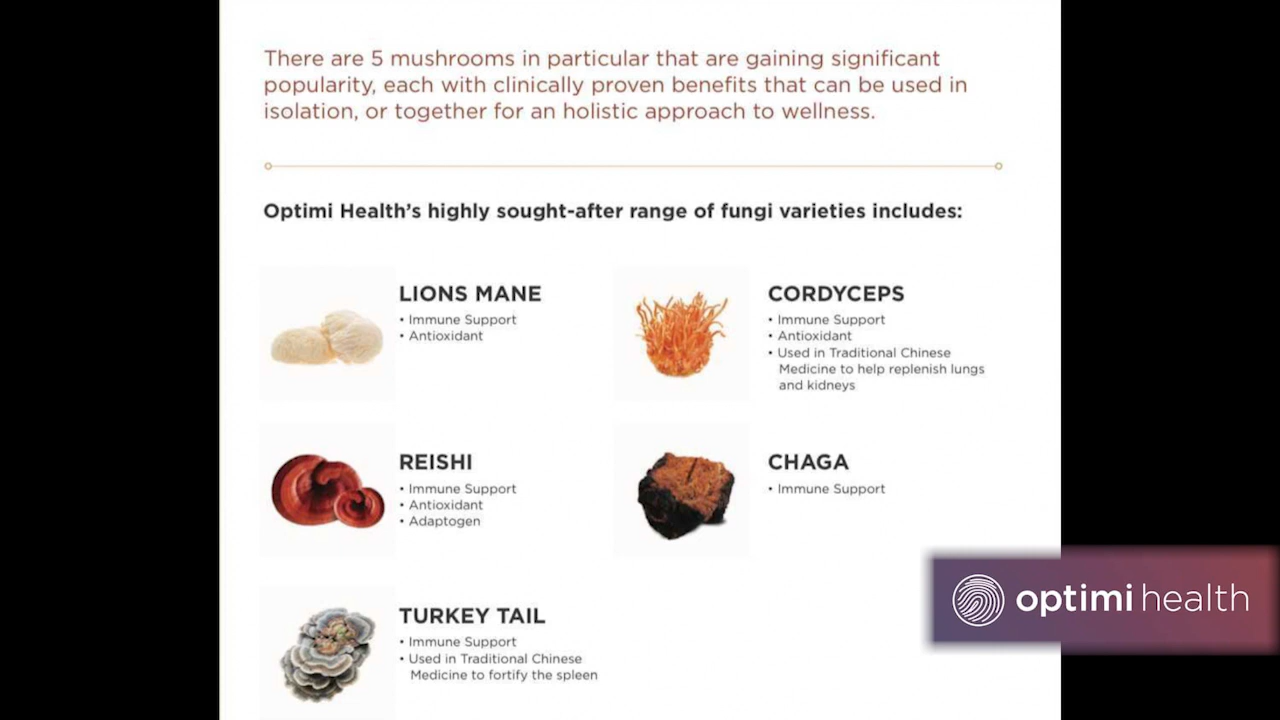 There are 5 mushrooms in particular that are gaining significant
popularity, each with clinically proven benefits that can be used in
isolation, or together for an holistic approach to wellness.
Optimi Health’s highly sought-after range of fungi varieties includes:
LIONS MANE
• Immune Support
• Antioxidant
CORDYCEPS
• Immune Support
• Antioxidant
• Used in Traditional Chinese
Medicine to help replenish lungs
and kidneys
REISHI
• Immune Support
• Antioxidant
• Adaptogen
CHAGA
• Immune Support
TURKEY TAIL
• Immune Support
• Used in Traditional Chinese
Medicine to fortify the spleen
optimi health